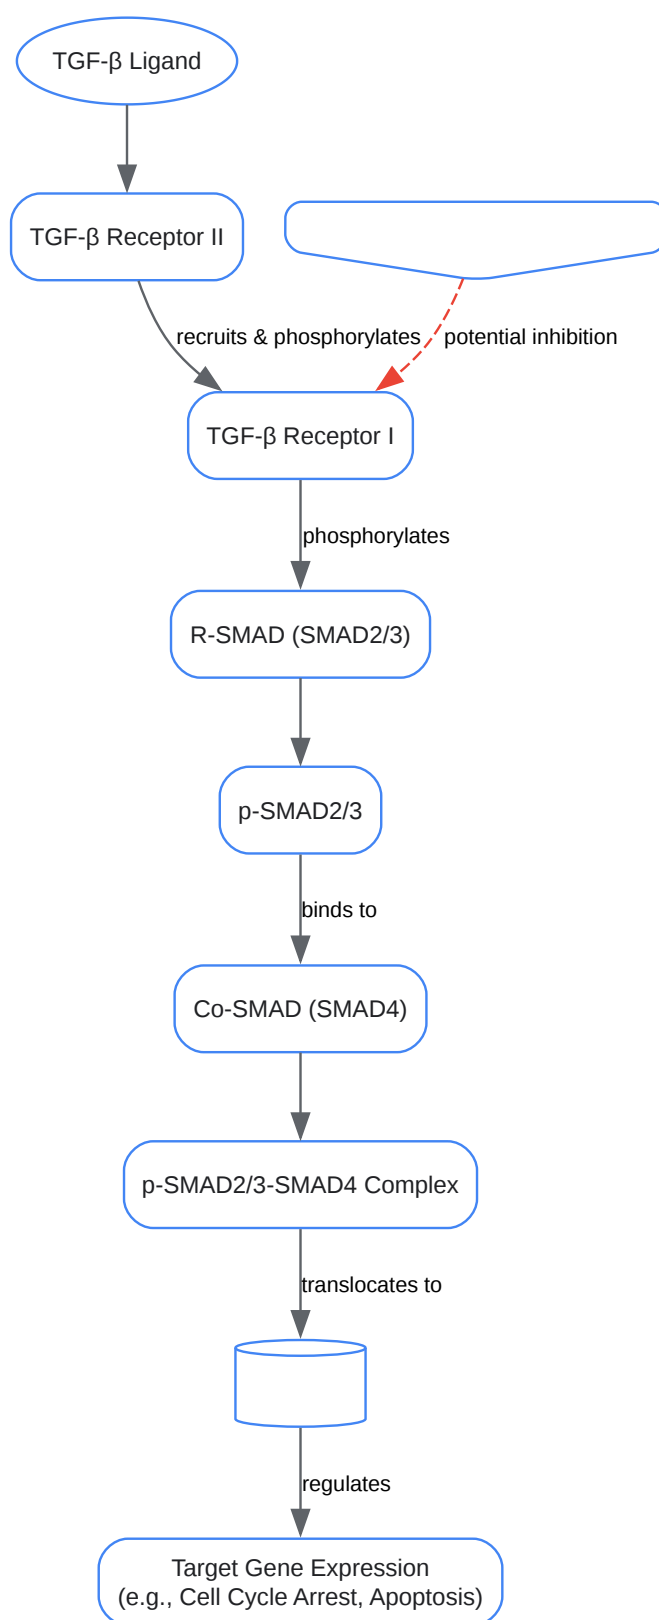 TGF-β Ligand
TGF-β Receptor II
recruits & phosphorylates
potential inhibition
TGF-β Receptor I
phosphorylates
R-SMAD (SMAD2/3)
p-SMAD2/3
binds to
Co-SMAD (SMAD4)
p-SMAD2/3-SMAD4 Complex
translocates to
regulates
Target Gene Expression
(e.g., Cell Cycle Arrest, Apoptosis)